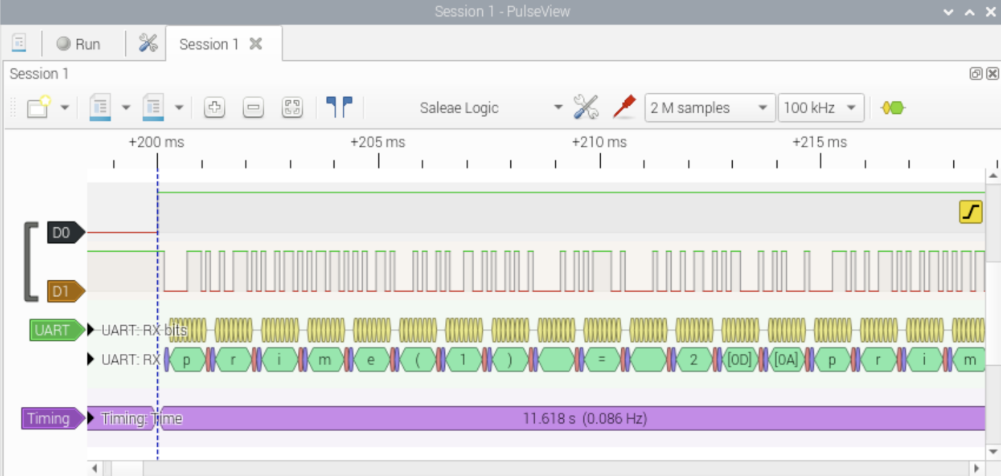 Session 1 - PulseView
Run
Session 1
Session 1
Saleae Logic
2 M samples
100 kHz
+200 ms +205 ms +210 ms +215 ms
D0
D1
UART UART: RX bits
UART: RX p r i m e ( 1 ) = 2 [0D] [0A] p r i m
Timing Timing: Time 11.618 s (0.086 Hz)